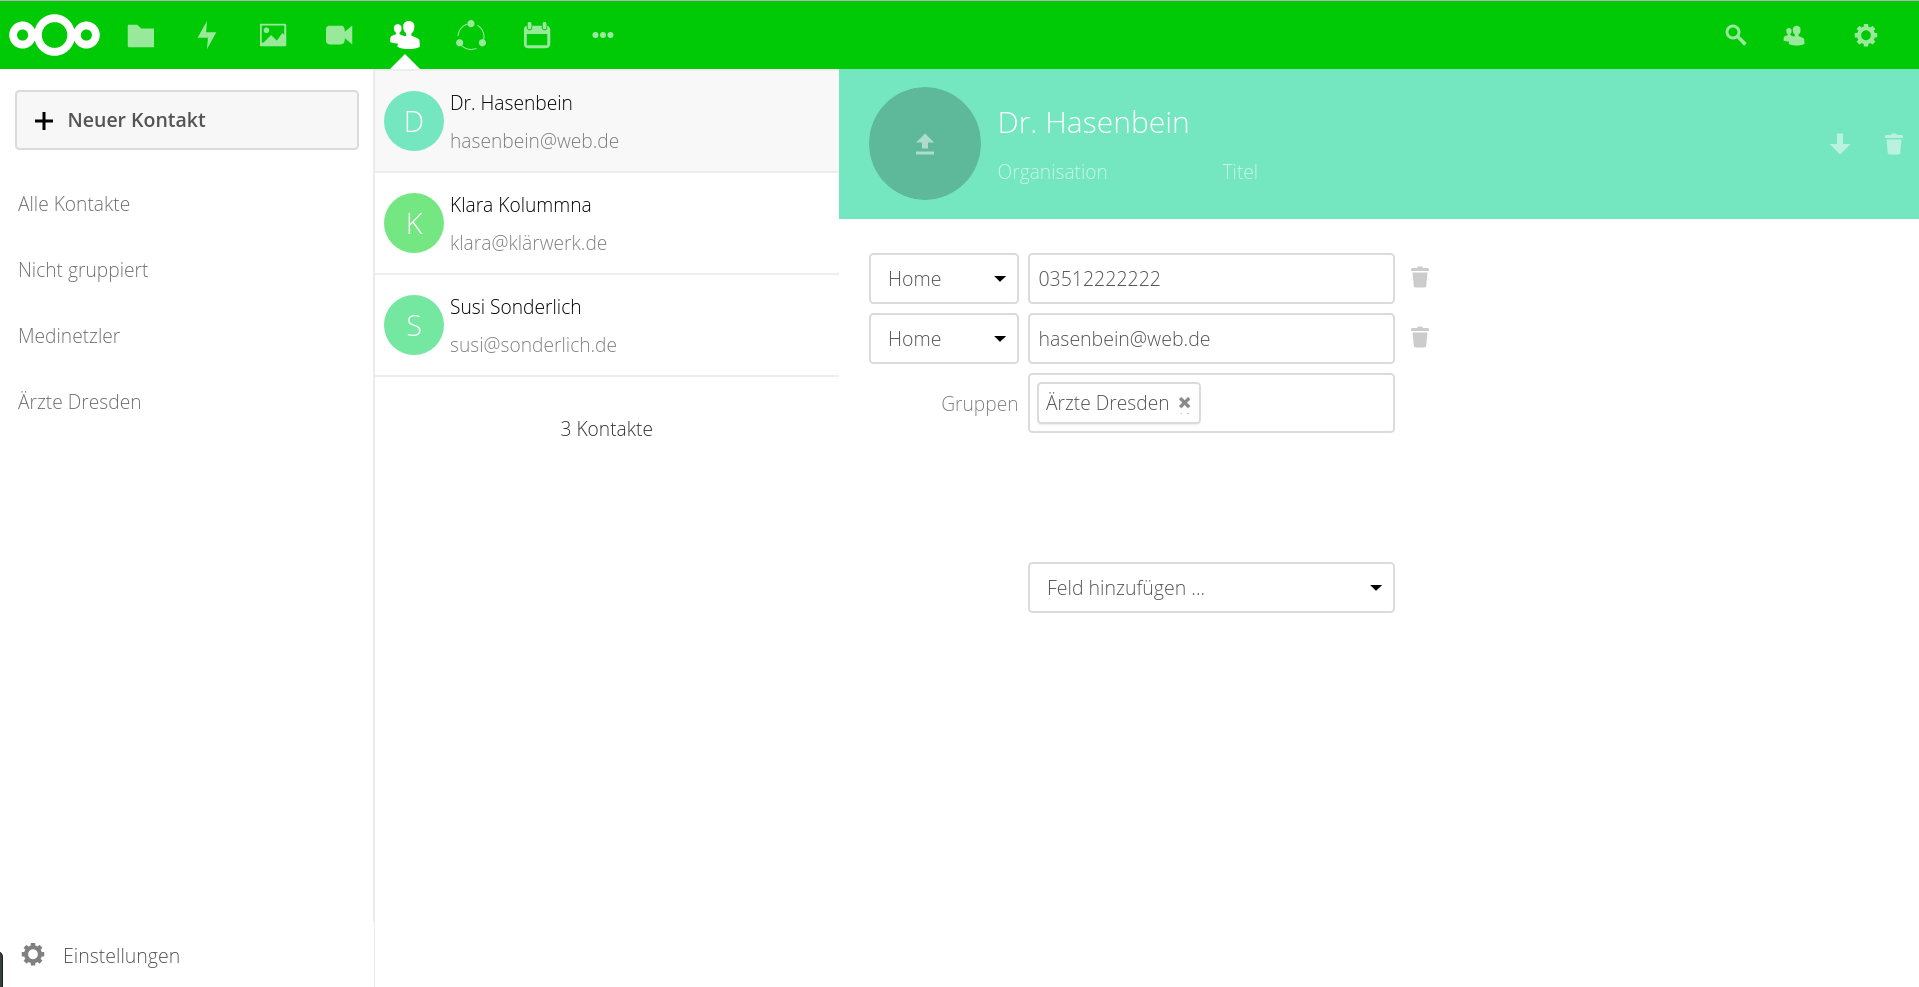 Neuer Kontakt
Alle Kontakte
Nicht gruppiert
Medinetzler
Ärzte Dresden
Einstellungen
D
Dr. Hasenbein
hasenbein@web.de
K
Klara Kolummna
klara@klärwerk.de
S
Susi Sonderlich
susi@sonderlich.de
3 Kontakte
Dr. Hasenbein
Organisation Titel
Home 03512222222
Home hasenbein@web.de
Gruppen Ärzte Dresden
Feld hinzufügen ...